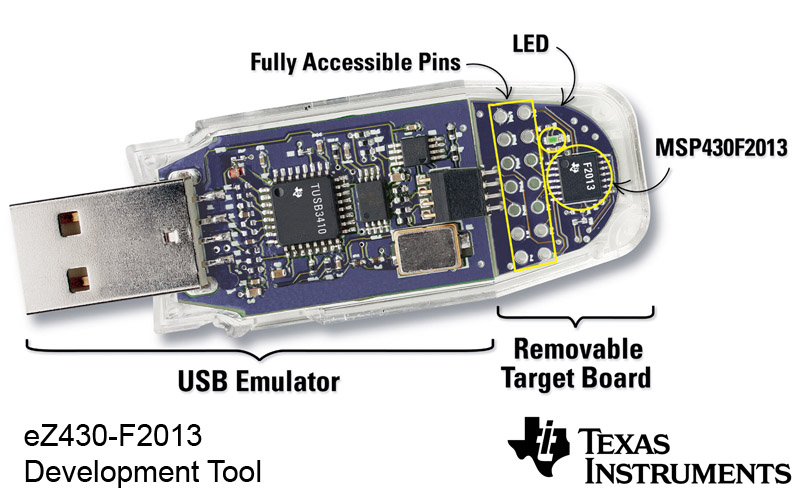 LED
Fully Accessible Pins
MSP430F2013
F2013
TUSB3410
USB Emulator
Removable
Target Board
eZ430-F2013
Development Tool
TEXAS
INSTRUMENTS